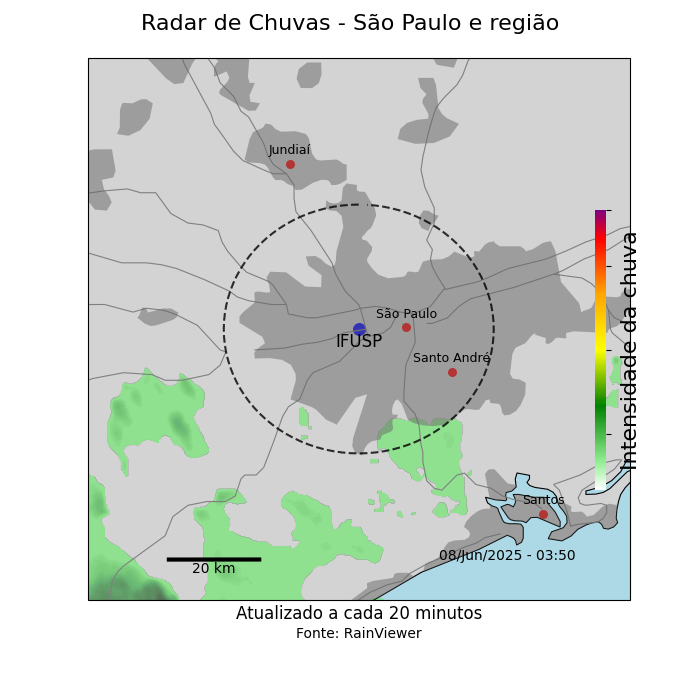 Radar de Chuvas - São Paulo e região
Jundiaí
São Paulo
IFUSP
Santo André
Intensidade da chuva
Santos
08/Jun/2025 - 03:50
20 km
Atualizado a cada 20 minutos
Fonte: RainViewer